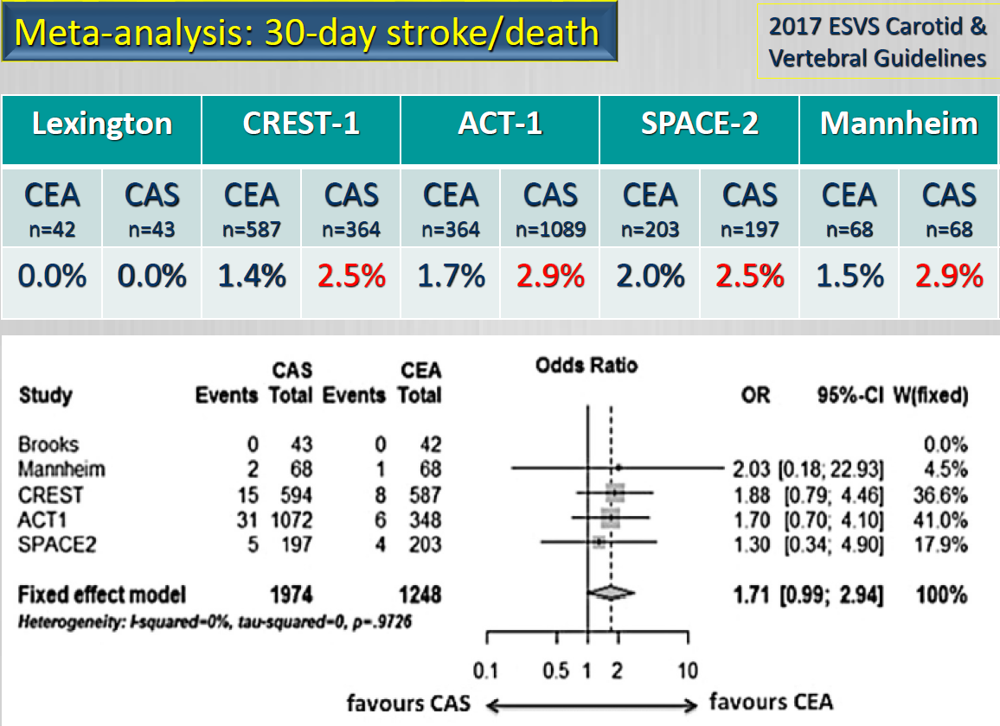 Meta-analysis: 30-day stroke/death
2017 ESVS Carotid &
Vertebral Guidelines
Lexington CREST-1 ACT-1 SPACE-2 Mannheim
CEA CAS CEA CAS CEA CAS CEA CAS CEA CAS
n=42 n=43 n=587 n=364 n=364 n=1089 n=203 n=197 n=68 n=68
0.0% 0.0% 1.4% 2.5% 1.7% 2.9% 2.0% 2.5% 1.5% 2.9%
CAS CEA Odds Ratio
Study Events Total Events Total OR 95%-CI W(fixed)
Brooks 0 43 0 42 0.0%
Mannheim 2 68 1 68 2.03 [0.18; 22.93] 4.5%
CREST 15 594 8 587 1.88 [0.79; 4.46] 36.6%
ACT1 31 1072 6 348 1.70 [0.70; 4.10] 41.0%
SPACE2 5 197 4 203 1.30 [0.34; 4.90] 17.9%
Fixed effect model 1974 1248 1.71 [0.99; 2.94] 100%
Heterogeneity: I-squared=0%, tau-squared=0, p=.9726
0.1 0.5 1 2 10
favours CAS favours CEA